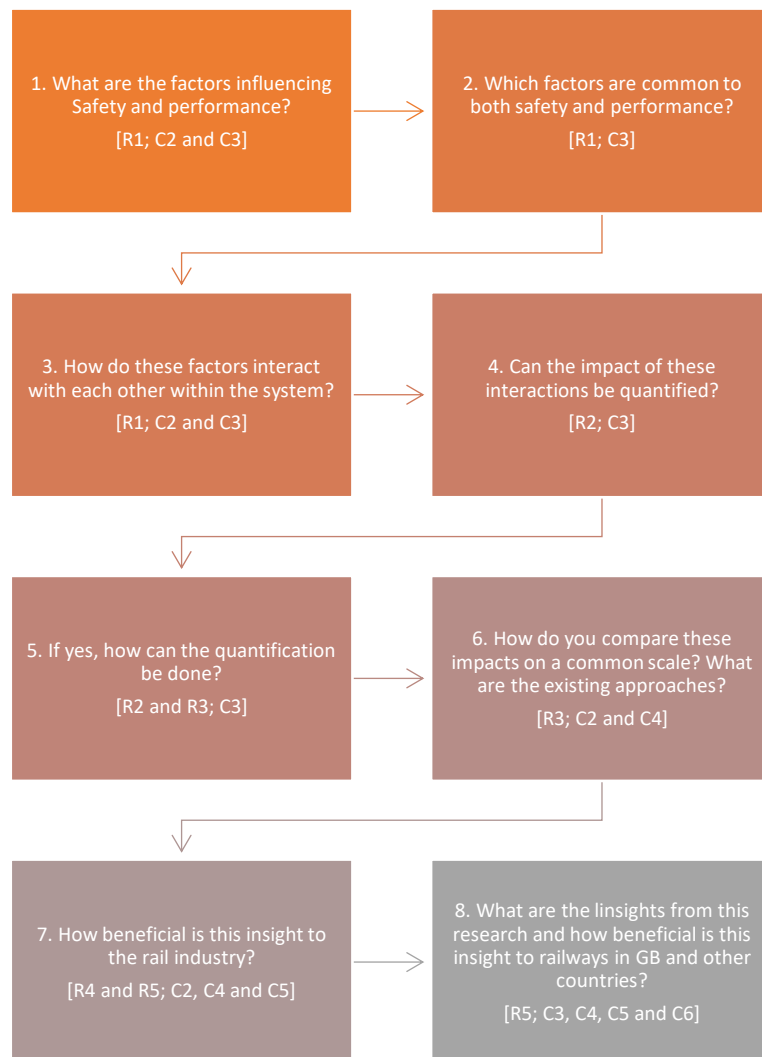 1. What are the factors influencing
Safety and performance?
[R1; C2 and C3]
2. Which factors are common to
both safety and performance?
[R1; C3]
3. How do these factors interact
with each other within the system?
[R1; C2 and C3]
4. Can the impact of these
interactions be quantified?
[R2; C3]
5. If yes, how can the quantification
be done?
[R2 and R3; C3]
6. How do you compare these
impacts on a common scale? What
are the existing approaches?
[R3; C2 and C4]
7. How beneficial is this insight to
the rail industry?
[R4 and R5; C2, C4 and C5]
8. What are the linsights from this
research and how beneficial is this
insight to railways in GB and other
countries?
[R5; C3, C4, C5 and C6]